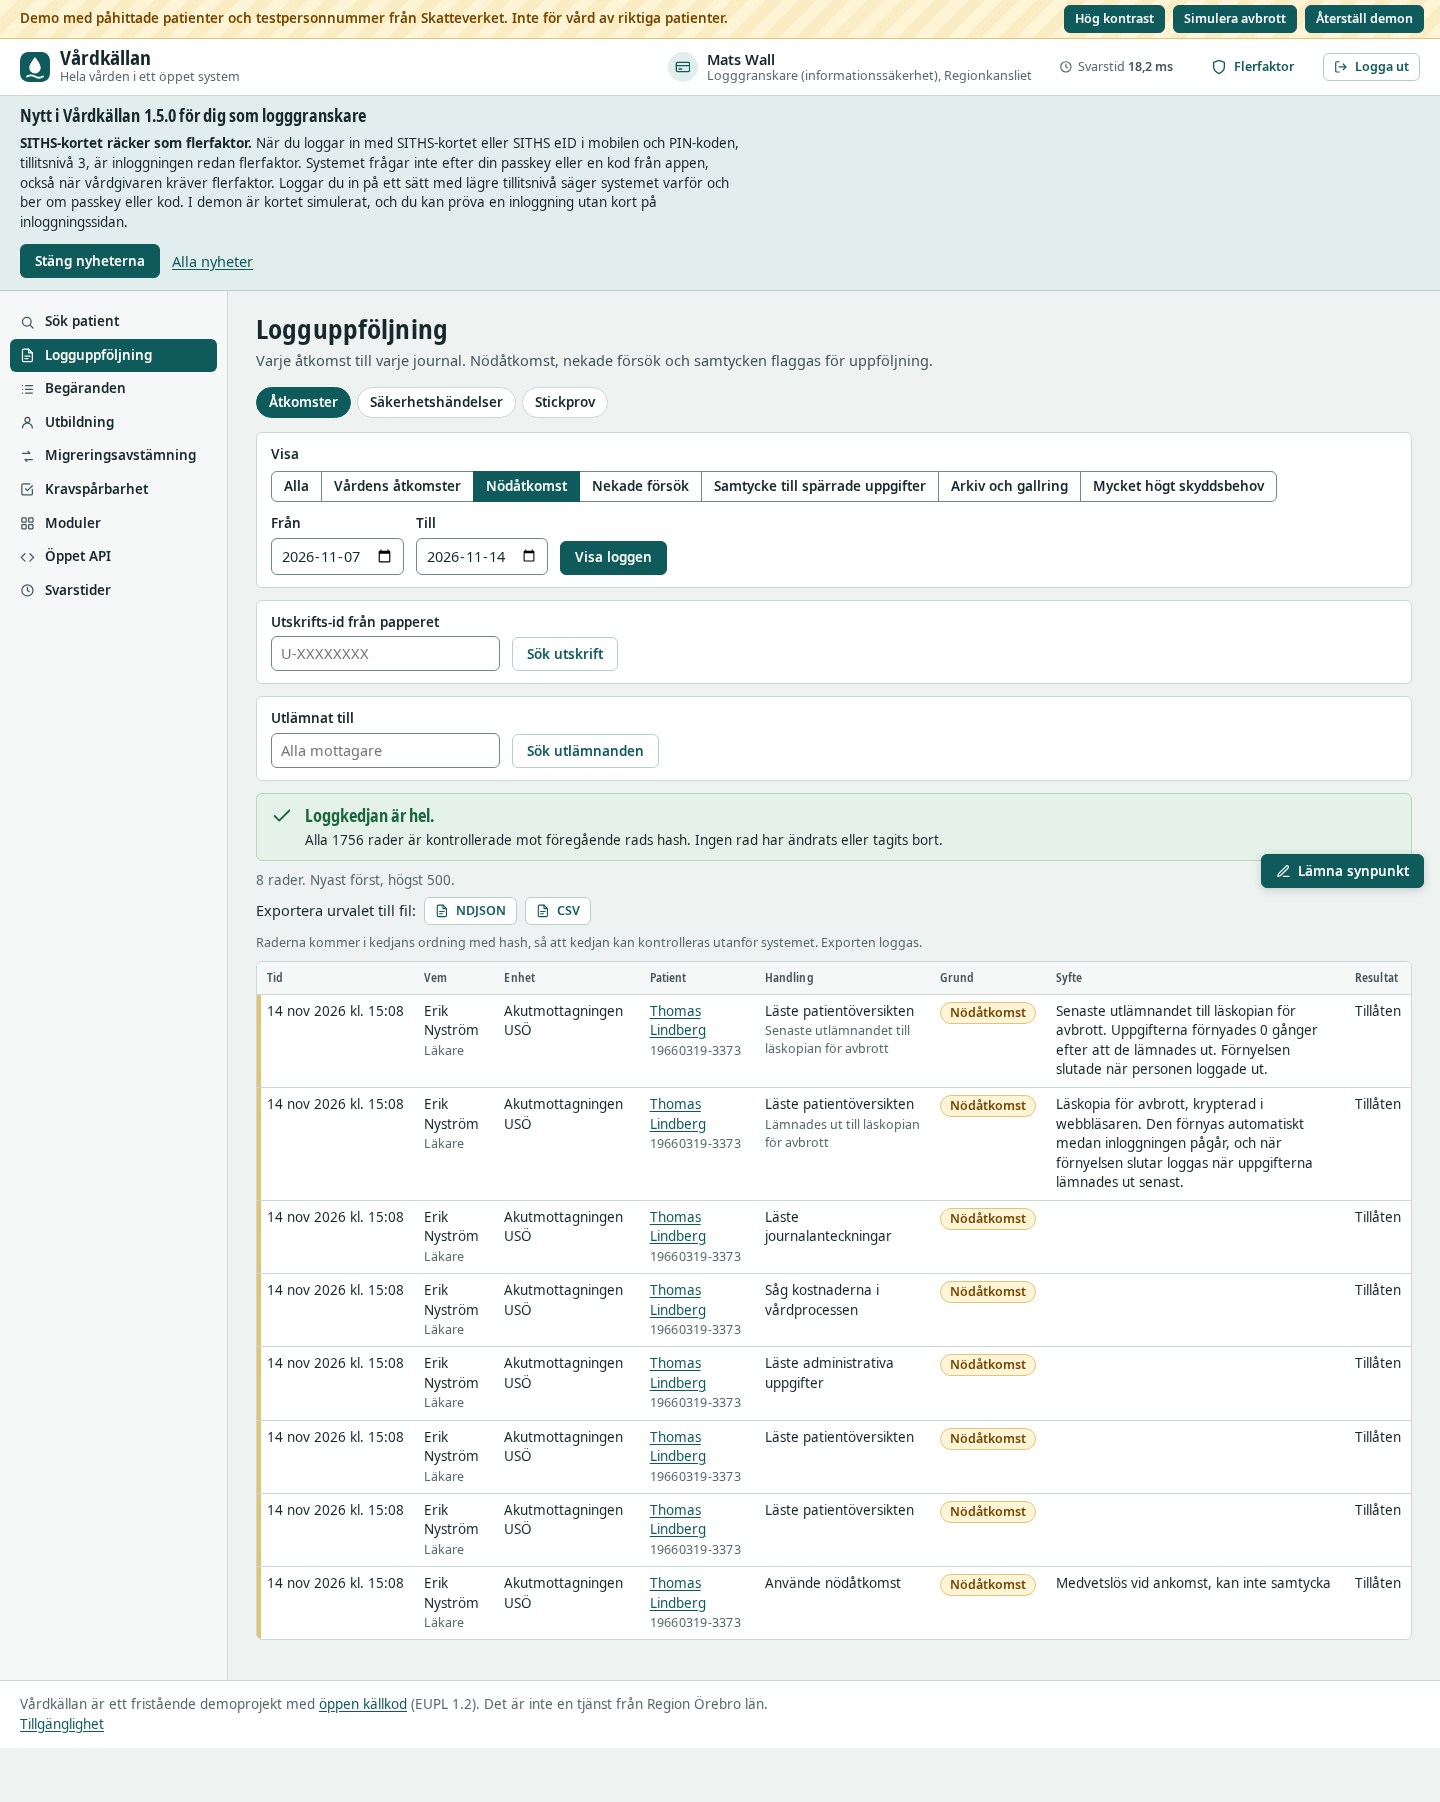 Demo med påhittade patienter och testpersonnummer från Skatteverket. Inte för vård av riktiga patienter.
Hög kontrast
Simulera avbrott
Återställ demon
Vårdkällan
Hela vården i ett öppet system
Mats Wall
Logggranskare (informationssäkerhet), Regionkansliet
Svarstid 18,2 ms
Flerfaktor
Logga ut
Nytt i Vårdkällan 1.5.0 för dig som logggranskare
SITHS-kortet räcker som flerfaktor. När du loggar in med SITHS-kortet eller SITHS eID i mobilen och PIN-koden,
tillitsnivå 3, är inloggningen redan flerfaktor. Systemet frågar inte efter din passkey eller en kod från appen,
också när vårdgivaren kräver flerfaktor. Loggar du in på ett sätt med lägre tillitsnivå säger systemet varför och
ber om passkey eller kod. I demon är kortet simulerat, och du kan pröva en inloggning utan kort på
inloggningssidan.
Stäng nyheterna
Alla nyheter
Sök patient
Logguppföljning
Begäranden
Utbildning
Migreringsavstämning
Kravspårbarhet
Moduler
Öppet API
Svarstider
Logguppföljning
Varje åtkomst till varje journal. Nödåtkomst, nekade försök och samtycken flaggas för uppföljning.
Åtkomster
Säkerhetshändelser
Stickprov
Visa
Alla
Vårdens åtkomster
Nödåtkomst
Nekade försök
Samtycke till spärrade uppgifter
Arkiv och gallring
Mycket högt skyddsbehov
Från
Till
2026-11-07
2026-11-14
Visa loggen
Utskrifts-id från papperet
U-XXXXXXXX
Sök utskrift
Utlämnat till
Alla mottagare
Sök utlämnanden
Loggkedjan är hel.
Alla 1756 rader är kontrollerade mot föregående rads hash. Ingen rad har ändrats eller tagits bort.
Lämna synpunkt
8 rader. Nyast först, högst 500.
Exportera urvalet till fil:
NDJSON
CSV
Raderna kommer i kedjans ordning med hash, så att kedjan kan kontrolleras utanför systemet. Exporten loggas.
Tid
Vem
Enhet
Patient
Handling
Grund
Syfte
Resultat
14 nov 2026 kl. 15:08
Erik
Nyström
Läkare
Akutmottagningen
USÖ
Thomas
Lindberg
19660319-3373
Läste patientöversikten
Senaste utlämnandet till
läskopian för avbrott
Nödåtkomst
Senaste utlämnandet till läskopian för
avbrott. Uppgifterna förnyades 0 gånger
efter att de lämnades ut. Förnyelsen
slutade när personen loggade ut.
Tillåten
14 nov 2026 kl. 15:08
Erik
Nyström
Läkare
Akutmottagningen
USÖ
Thomas
Lindberg
19660319-3373
Läste patientöversikten
Lämnades ut till läskopian
för avbrott
Nödåtkomst
Läskopia för avbrott, krypterad i
webbläsaren. Den förnyas automatiskt
medan inloggningen pågår, och när
förnyelsen slutar loggas när uppgifterna
lämnades ut senast.
Tillåten
14 nov 2026 kl. 15:08
Erik
Nyström
Läkare
Akutmottagningen
USÖ
Thomas
Lindberg
19660319-3373
Läste
journalanteckningar
Nödåtkomst
Tillåten
14 nov 2026 kl. 15:08
Erik
Nyström
Läkare
Akutmottagningen
USÖ
Thomas
Lindberg
19660319-3373
Såg kostnaderna i
vårdprocessen
Nödåtkomst
Tillåten
14 nov 2026 kl. 15:08
Erik
Nyström
Läkare
Akutmottagningen
USÖ
Thomas
Lindberg
19660319-3373
Läste administrativa
uppgifter
Nödåtkomst
Tillåten
14 nov 2026 kl. 15:08
Erik
Nyström
Läkare
Akutmottagningen
USÖ
Thomas
Lindberg
19660319-3373
Läste patientöversikten
Nödåtkomst
Tillåten
14 nov 2026 kl. 15:08
Erik
Nyström
Läkare
Akutmottagningen
USÖ
Thomas
Lindberg
19660319-3373
Läste patientöversikten
Nödåtkomst
Tillåten
14 nov 2026 kl. 15:08
Erik
Nyström
Läkare
Akutmottagningen
USÖ
Thomas
Lindberg
19660319-3373
Använde nödåtkomst
Nödåtkomst
Medvetslös vid ankomst, kan inte samtycka
Tillåten
Vårdkällan är ett fristående demoprojekt med öppen källkod (EUPL 1.2). Det är inte en tjänst från Region Örebro län.
Tillgänglighet